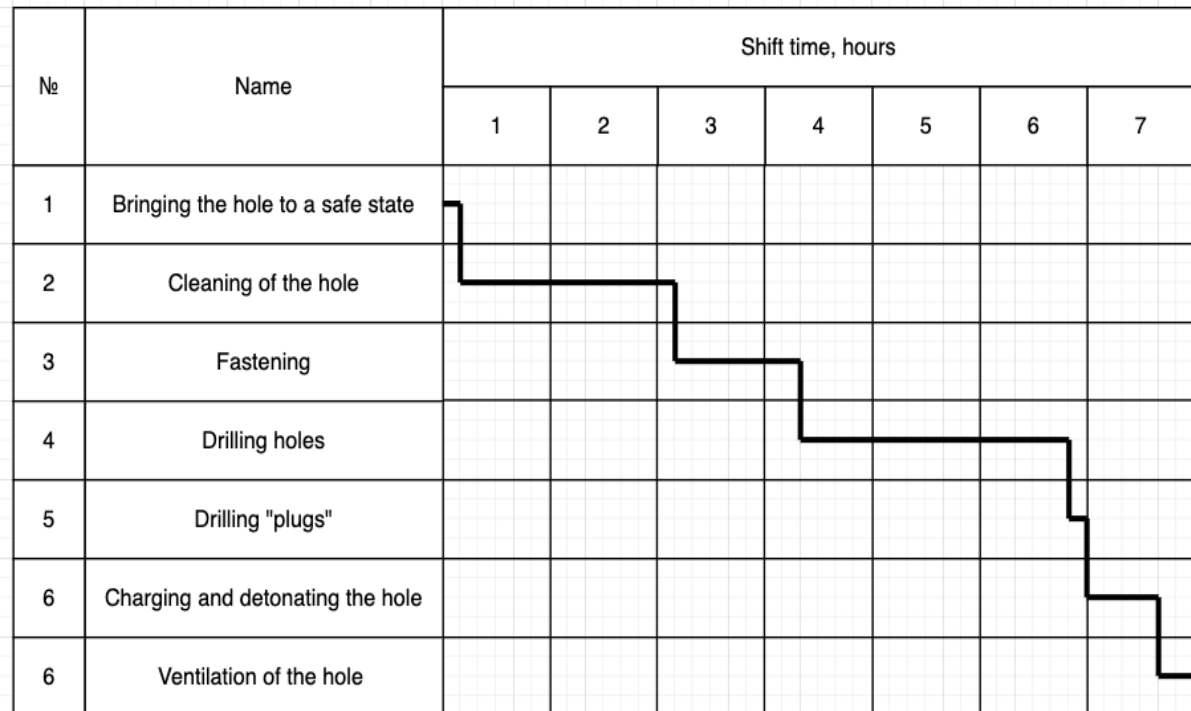 №
Name
Shift time, hours
1 2 3 4 5 6 7
1 Bringing the hole to a safe state
2 Cleaning of the hole
3 Fastening
4 Drilling holes
5 Drilling "plugs"
6 Charging and detonating the hole
6 Ventilation of the hole